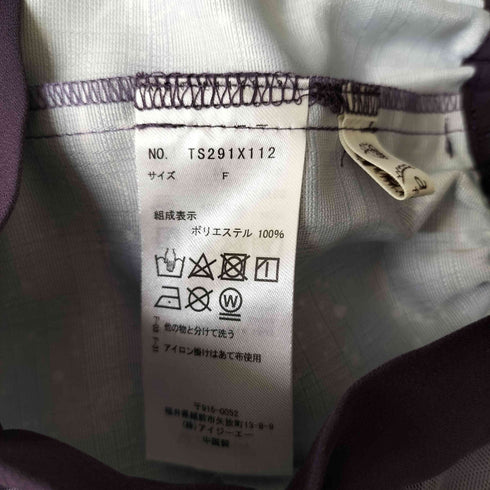 NO. TS291X112
サイズ F
組成表示
ポリエステル 100%
W
他の物と分けて洗う
アイロン掛けはあて布使用
〒915-0052
福井県越前市矢放町13-8-9
(株)アイジーエー
中国製